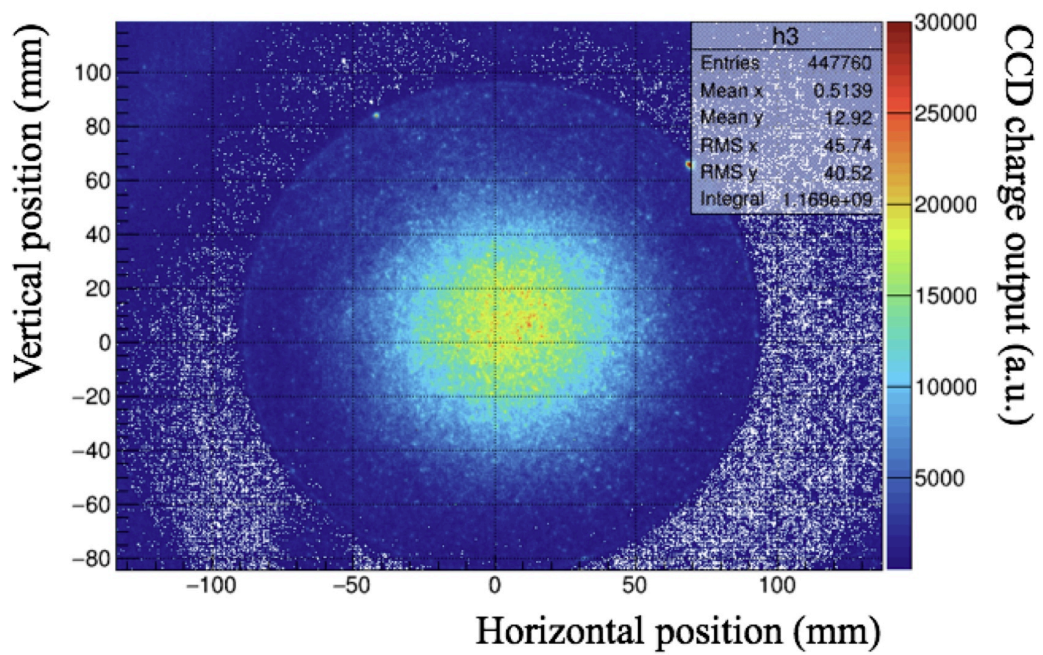 h3
Entries 447760
Mean x 0.5139
Mean y 12.92
RMS x 45.74
RMS y 40.52
Integral 1.169e+09
Vertical position (mm)
100
80
60
40
20
0
−20
−40
−60
−80
−100 −50 0 50 100
Horizontal position (mm)
30000
25000
20000
15000
10000
5000
CCD charge output (a.u.)